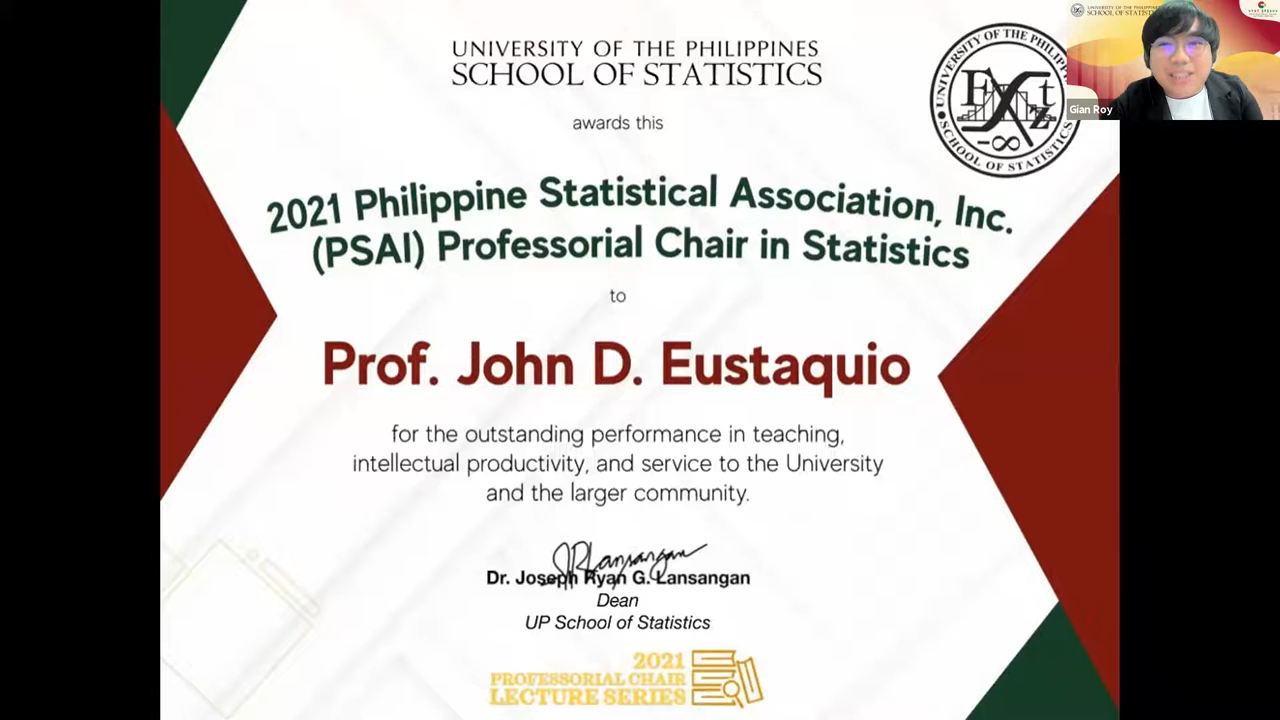 UNIVERSITY OF THE PHILIPPINES
SCHOOL OF STATISTICS
awards this
2021 Philippine Statistical Association, Inc.
(PSAI) Professorial Chair in Statistics
to
Prof. John D. Eustaquio
for the outstanding performance in teaching,
intellectual productivity, and service to the University
and the larger community.
Dr. Joseph Ryan G. Lansangan
Dean
UP School of Statistics
2021
PROFESSORIAL CHAIR
LECTURE SERIES
UNIVERSITY OF THE
SCHOOL OF STATISTICS
F x t z
-∞
Gian Roy